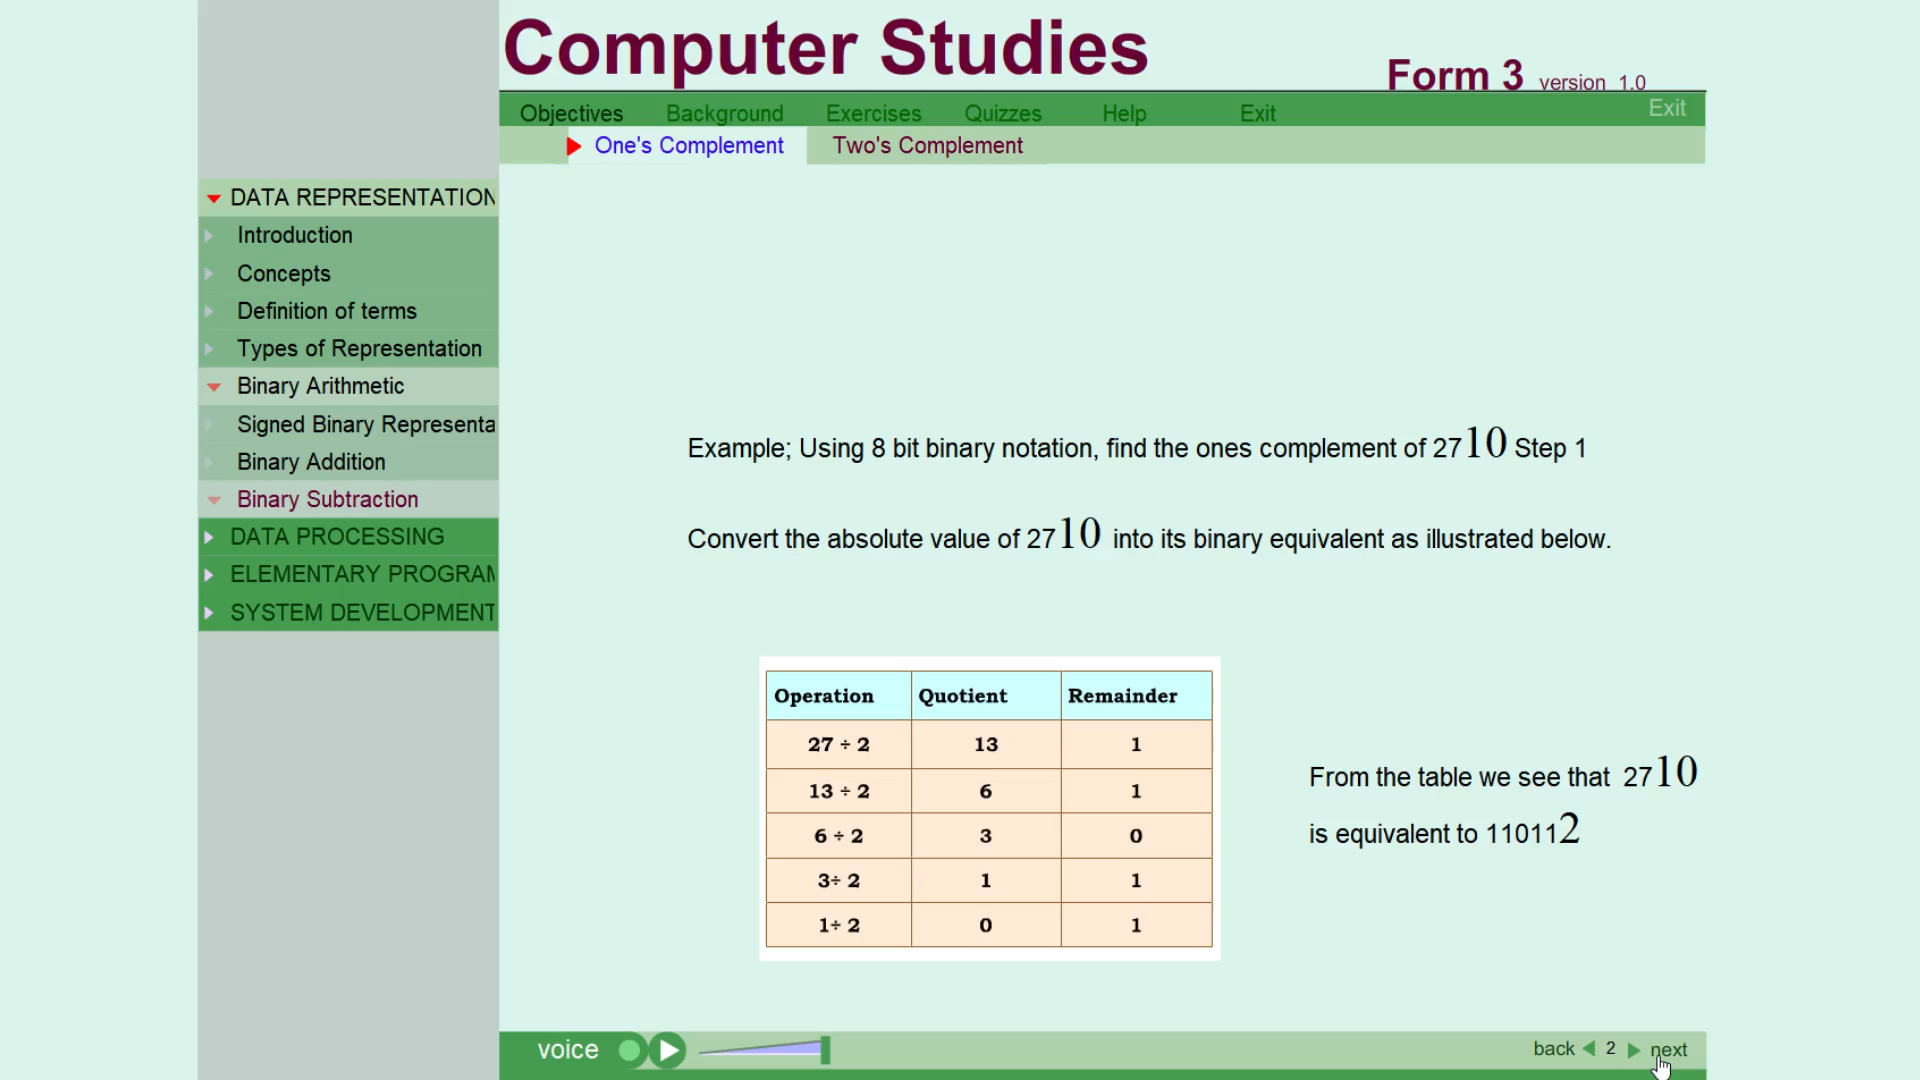 Computer Studies
Form 3 version 1.0
Objectives Background Exercises Quizzes Help Exit Exit
One's Complement Two's Complement
DATA REPRESENTATION
Introduction
Concepts
Definition of terms
Types of Representation
Binary Arithmetic
Signed Binary Representa
Binary Addition
Binary Subtraction
DATA PROCESSING
ELEMENTARY PROGRAM
SYSTEM DEVELOPMENT
Example; Using 8 bit binary notation, find the ones complement of 2710 Step 1
Convert the absolute value of 2710 into its binary equivalent as illustrated below.
Operation Quotient Remainder
27 ÷ 2 13 1
13 ÷ 2 6 1
6 ÷ 2 3 0
3÷ 2 1 1
1÷ 2 0 1
From the table we see that 2710
is equivalent to 110112
voice
back 2 next